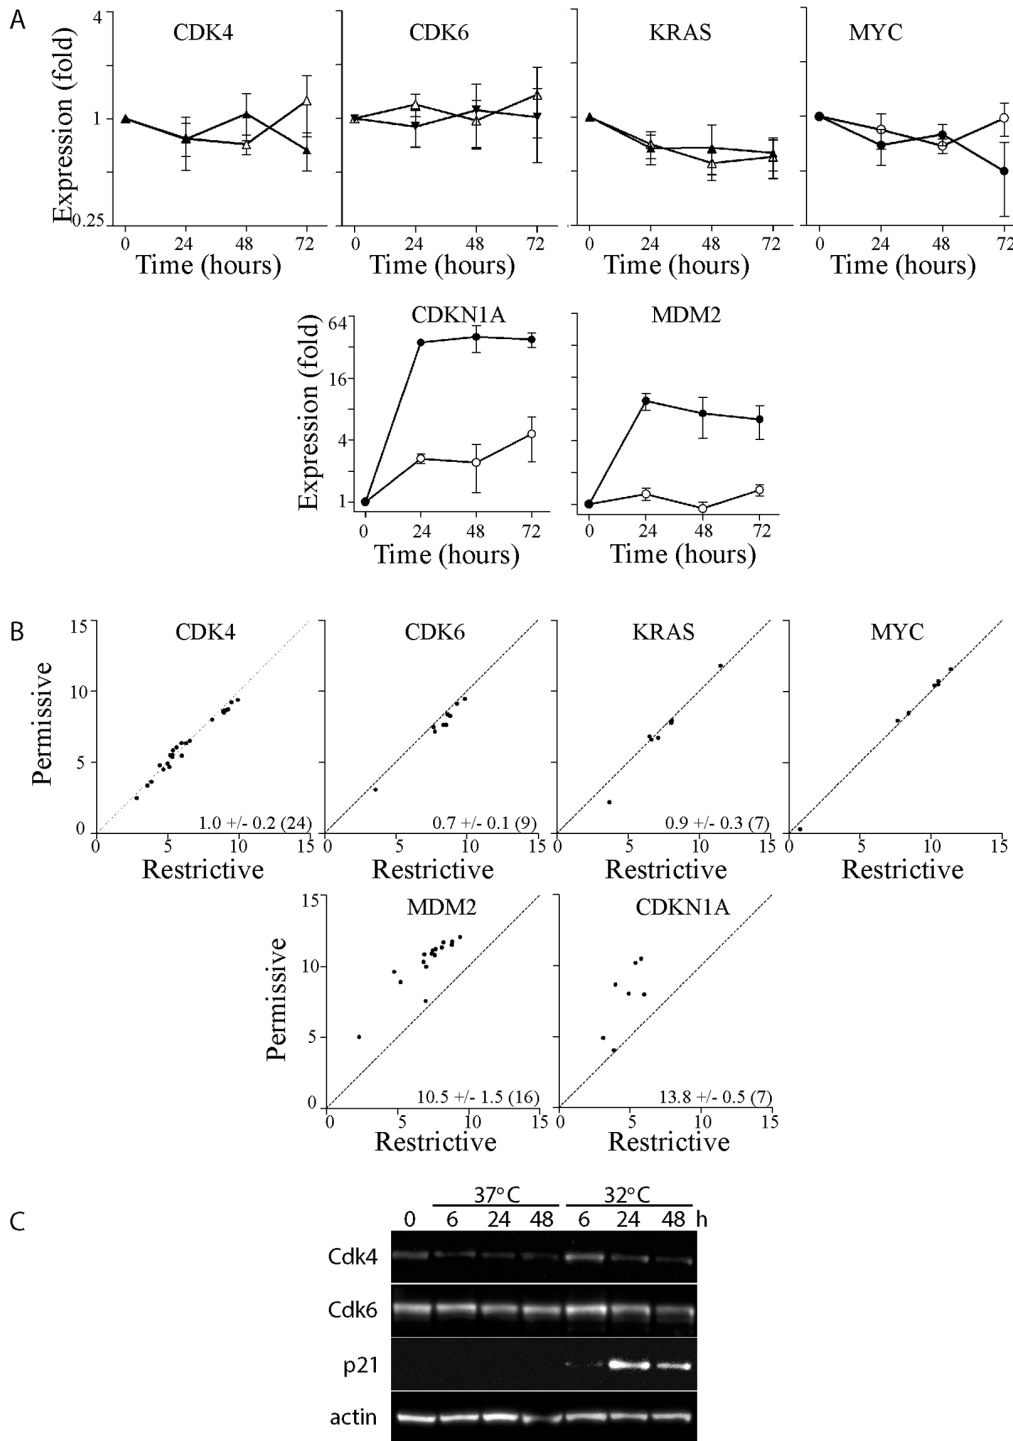 A
CDK4 CDK6 KRAS MYC
Expression (fold)
4
1
0.25
0 24 48 72 0 24 48 72 0 24 48 72 0 24 48 72
Time (hours) Time (hours) Time (hours) Time (hours)
CDKN1A MDM2
Expression (fold)
64
16
4
1
0 24 48 72 0 24 48 72
Time (hours) Time (hours)
B
CDK4 CDK6 KRAS MYC
Permissive
15
10
5
0
1.0 +/- 0.2 (24) 0.7 +/- 0.1 (9) 0.9 +/- 0.3 (7)
0 5 10 15 0 5 10 15 0 5 10 15 0 5 10 15
Restrictive Restrictive Restrictive Restrictive
MDM2 CDKN1A
Permissive
15
10
5
0
10.5 +/- 1.5 (16) 13.8 +/- 0.5 (7)
0 5 10 15 0 5 10 15
Restrictive Restrictive
C
37°C 32°C
0 6 24 48 6 24 48 h
Cdk4
Cdk6
p21
actin